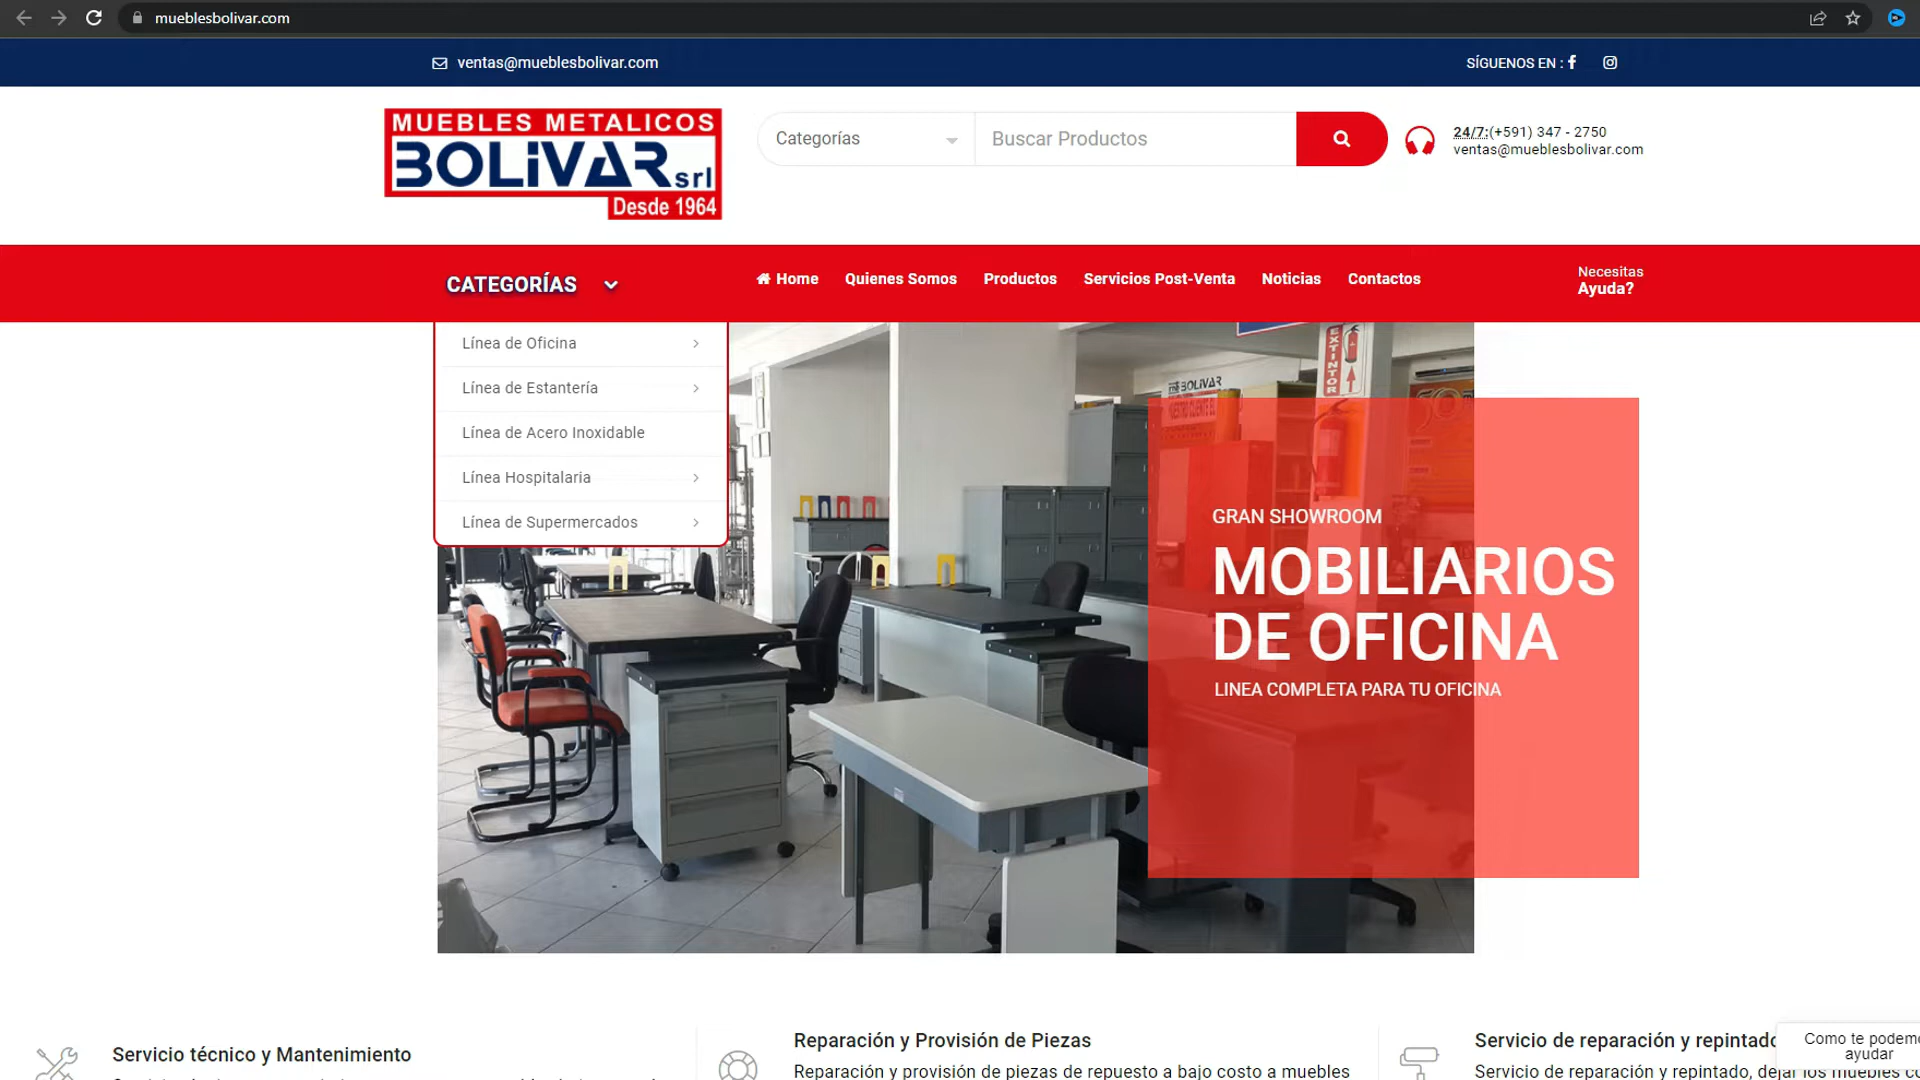 mueblesbolivar.com
ventas@mueblesbolivar.com
SÍGUENOS EN :
MUEBLES METALICOS
BOLiVAR srl
Desde 1964
Categorías
Buscar Productos
24/7:(+591) 347 - 2750
ventas@mueblesbolivar.com
CATEGORÍAS
Home
Quienes Somos
Productos
Servicios Post-Venta
Noticias
Contactos
Necesitas
Ayuda?
Línea de Oficina
Línea de Estantería
Línea de Acero Inoxidable
Línea Hospitalaria
Línea de Supermercados
EXTINTOR
BOLIVAR
GRAN SHOWROOM
MOBILIARIOS
DE OFICINA
LINEA COMPLETA PARA TU OFICINA
Servicio técnico y Mantenimiento
Reparación y Provisión de Piezas
Reparación y provisión de piezas de repuesto a bajo costo a muebles
Servicio de reparación y repintado
Servicio de reparación y repintado, dejar los muebles
Como te podemo
ayudar